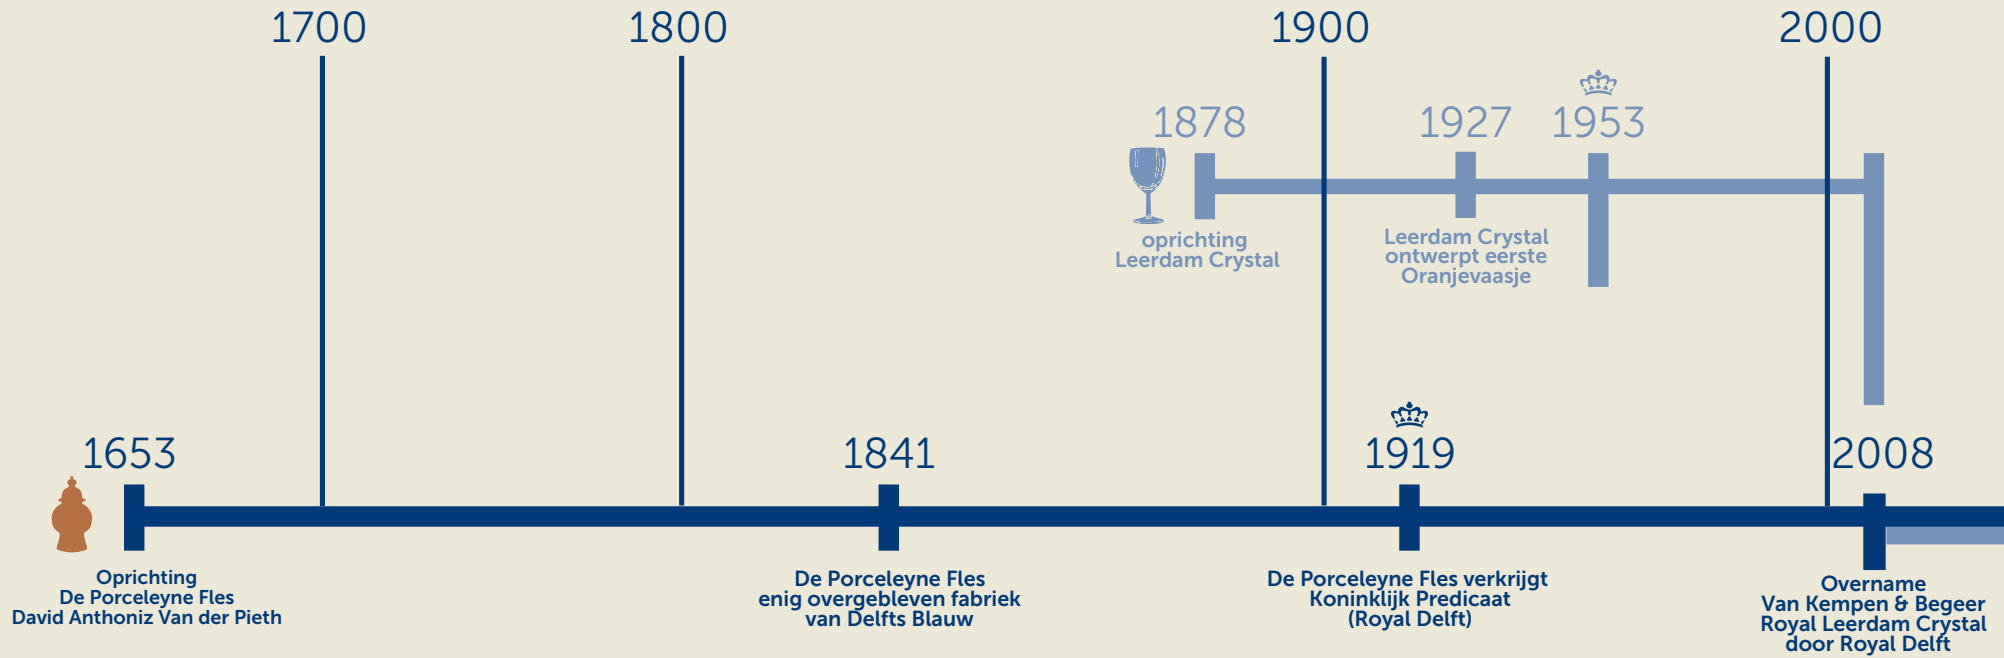 1700
1800
1900
2000
1878
1927
1953
oprichting
Leerdam Crystal
Leerdam Crystal
ontwerpt eerste
Oranjevaasje
1653
1841
1919
2008
Oprichting
De Porceleyne Fles
David Anthoniz Van der Pieth
De Porceleyne Fles
enig overgebleven fabriek
van Delfts Blauw
De Porceleyne Fles verkrijgt
Koninklijk Predicaat
(Royal Delft)
Overname
Van Kempen & Begeer
Royal Leerdam Crystal
door Royal Delft